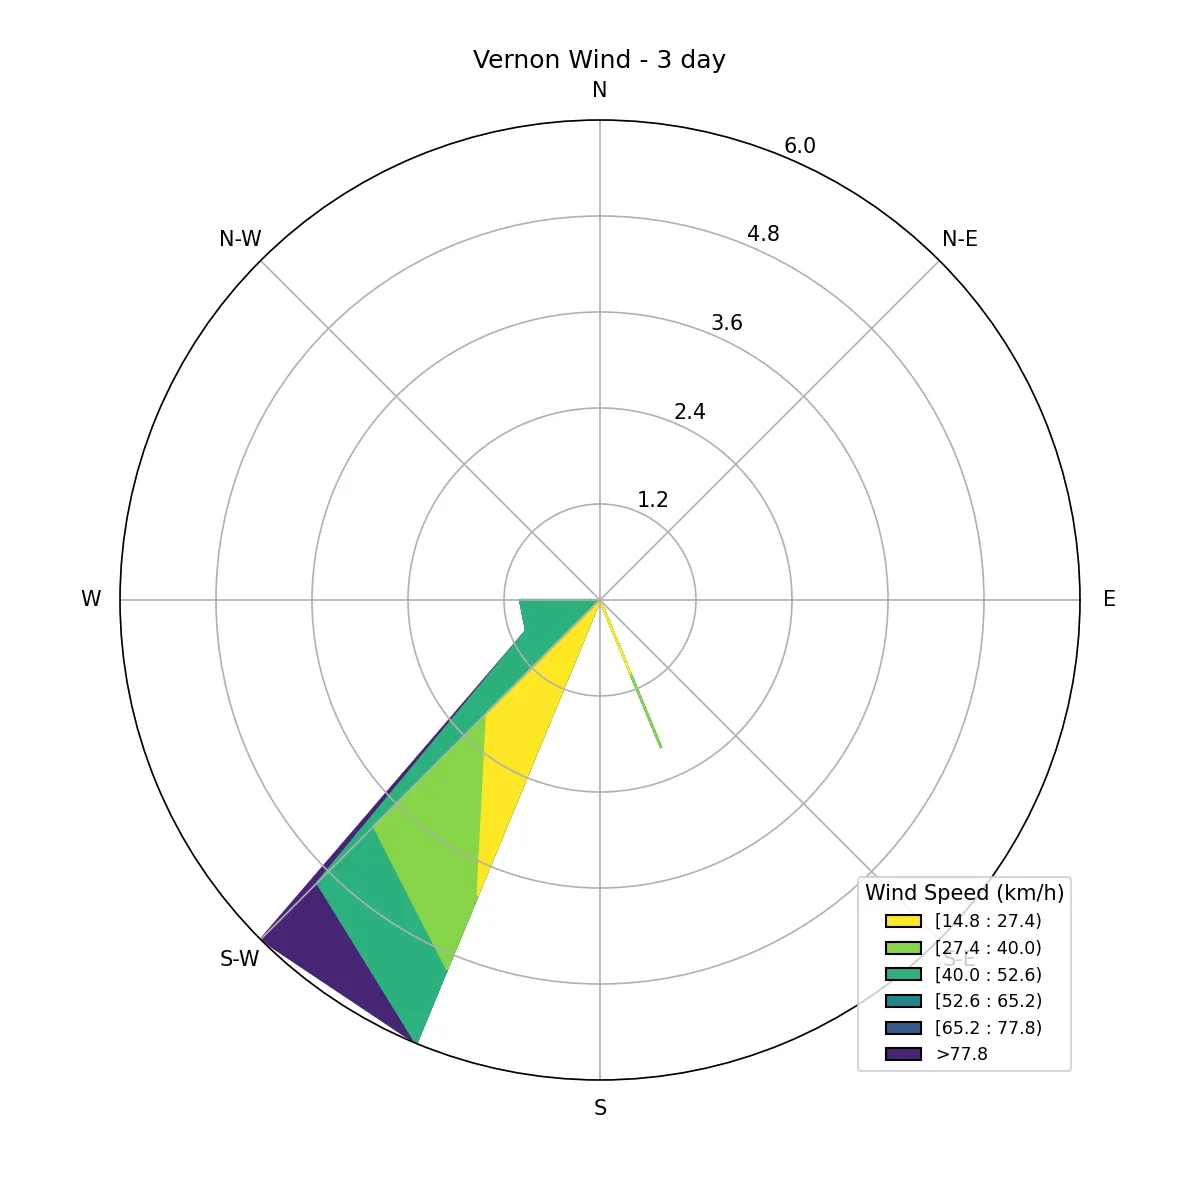 Vernon Wind - 3 day
N
6.0
N-W
N-E
4.8
3.6
2.4
1.2
W
E
S-W
S-E
Wind Speed (km/h)
[14.8 : 27.4)
[27.4 : 40.0)
[40.0 : 52.6)
[52.6 : 65.2)
[65.2 : 77.8)
>77.8
S